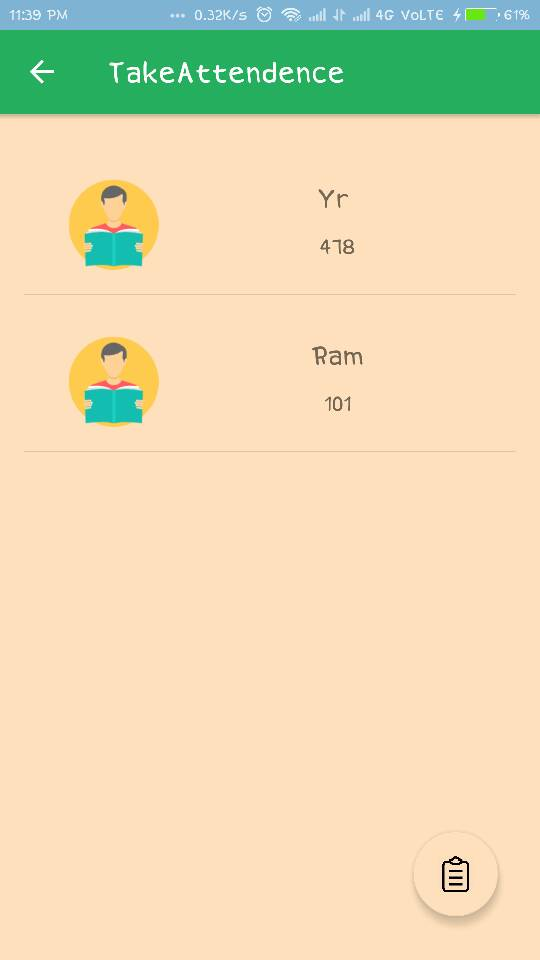 11:39 PM ... 0.32K/s 4G VoLTE 61%
TakeAttendence
Yr
478
Ram
101